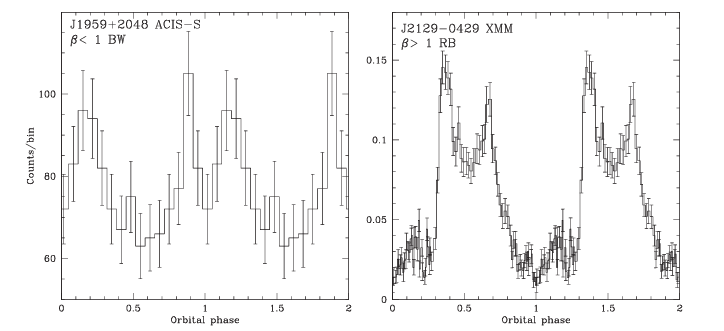 J1959+2048 ACIS−S
β< 1 BW
Counts/bin
100
80
60
0
0.5
1
1.5
2
Orbital phase
J2129−0429 XMM
β> 1 RB
0.15
0.1
0.05
0
0
0.5
1.0
1.5
2
Orbital phase